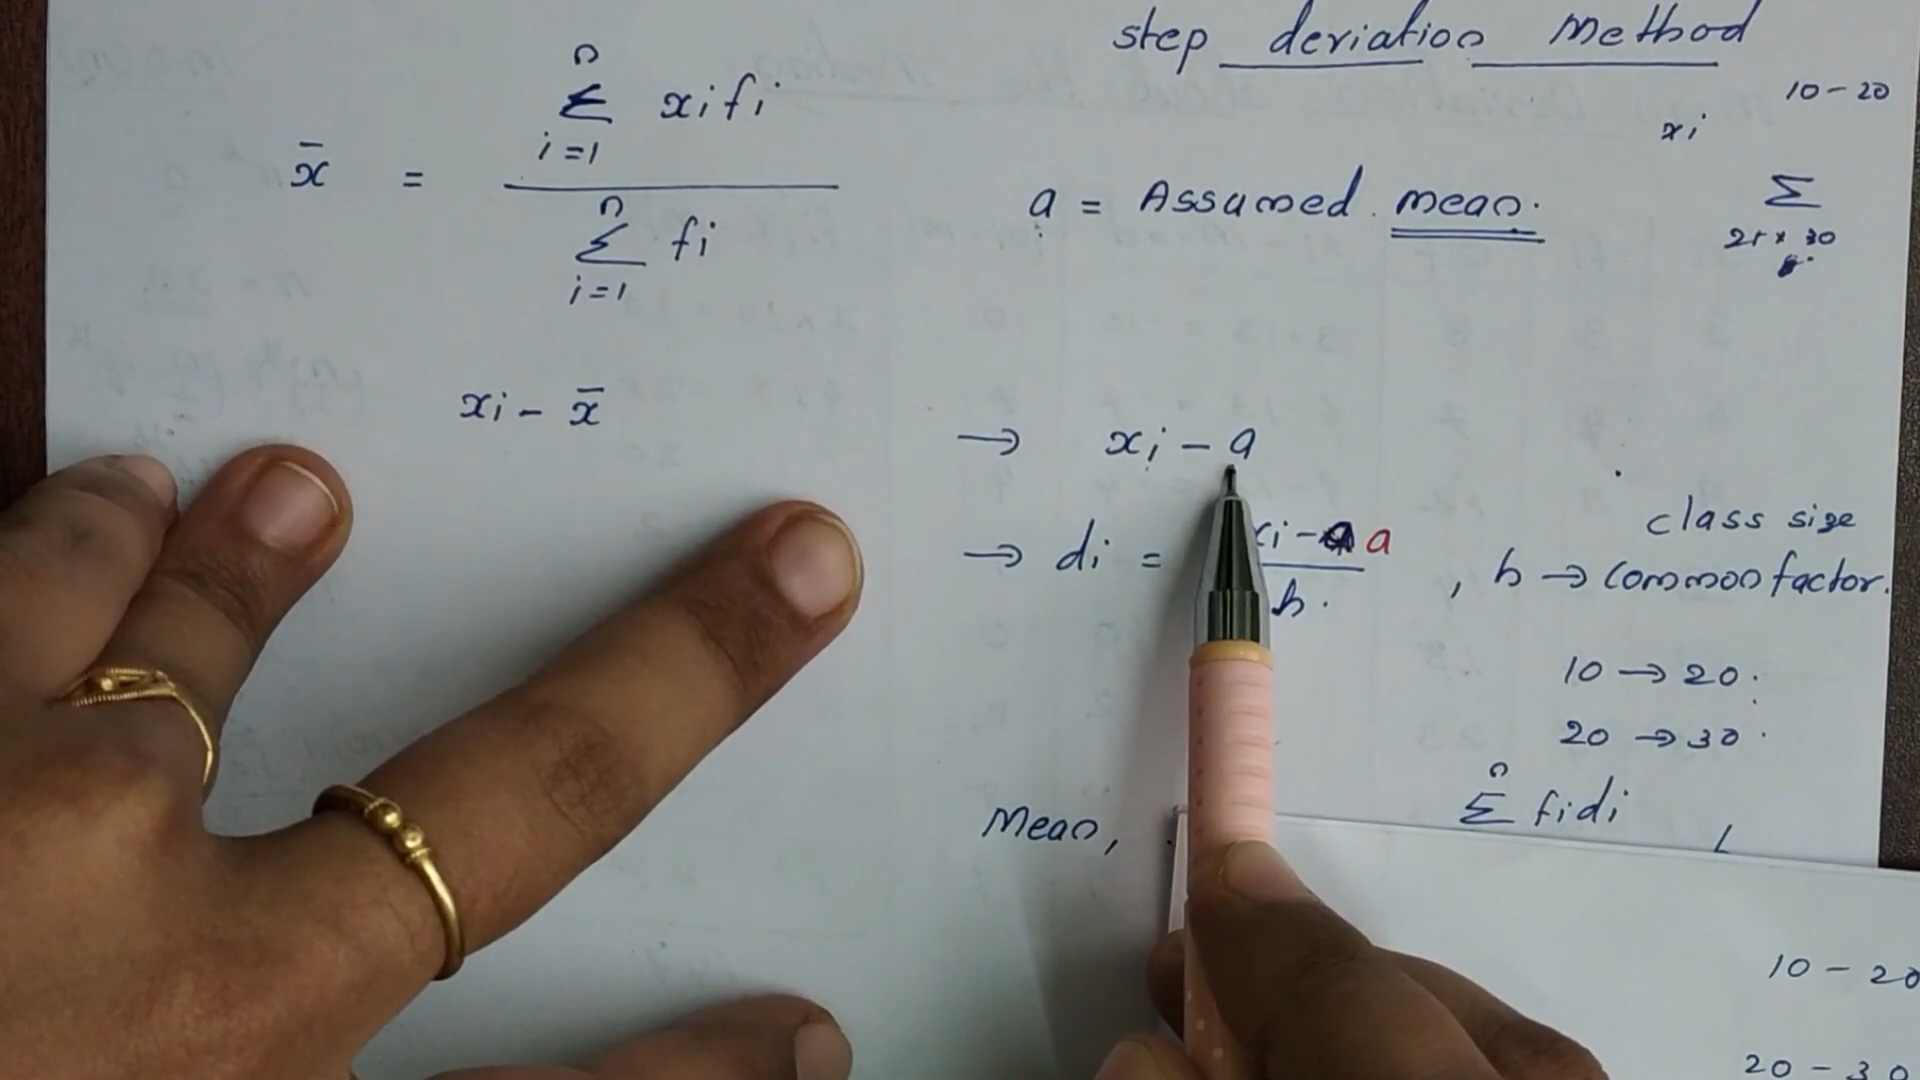 step deviation Method
10 - 20
xi
x̄ = n Σ i=1 xifi / n Σ i=1 fi
a = Assumed mean.
Σ
30
xi - x̄
→ xi - a
class size
→ di = xi - a / h. , h → common factor.
10 → 20.
20 → 30.
Mean,
n Σ fidi
10 - 20
20 - 30